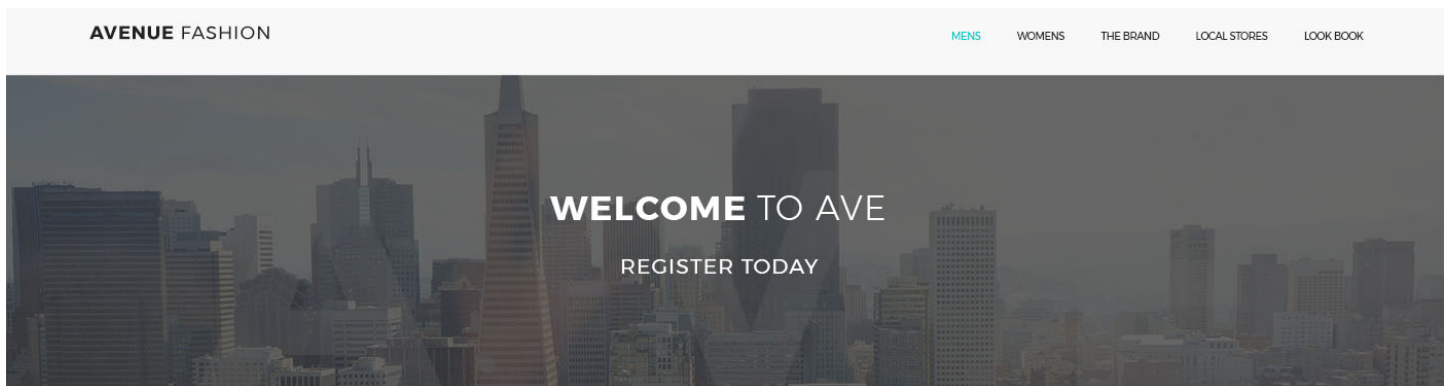 AVENUE FASHION
MENS WOMENS THE BRAND LOCAL STORES LOOK BOOK
WELCOME TO AVE
REGISTER TODAY